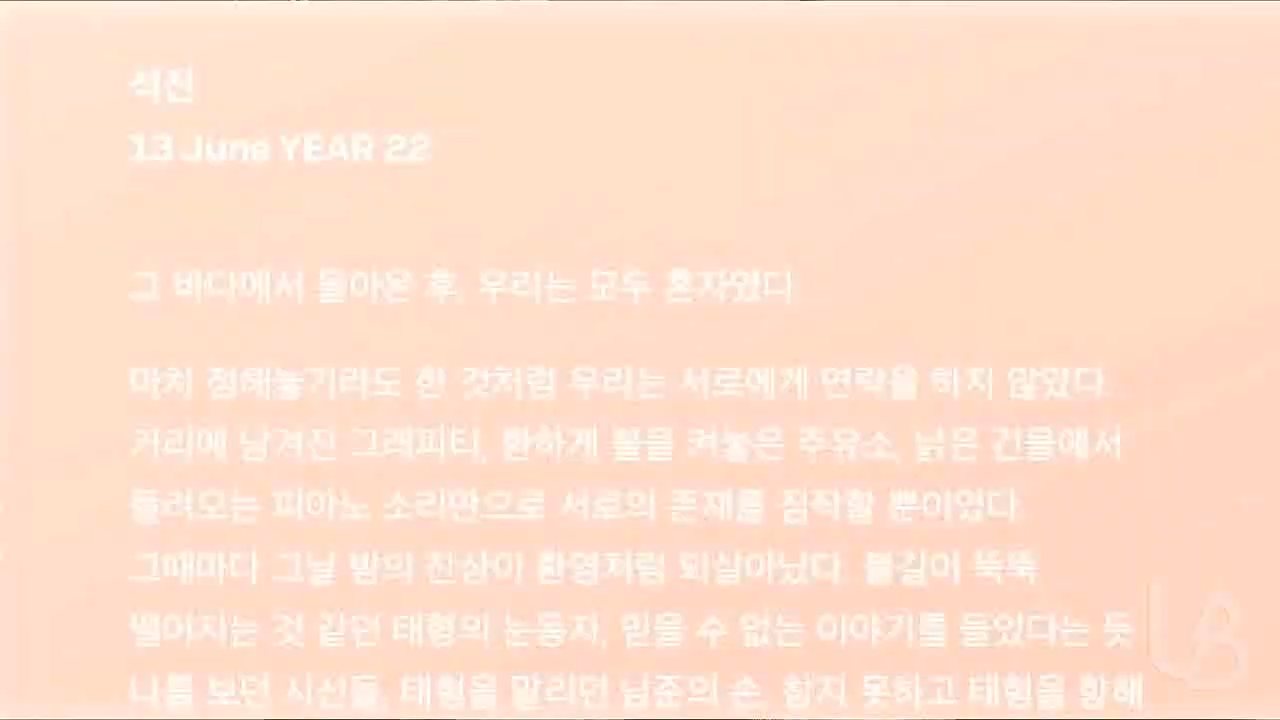 석진
13 June YEAR 22
그 바다에서 돌아온 후, 우리는 모두 혼자였다.
마치 정해놓기라도 한 것처럼 우리는 서로에게 연락을 하지 않았다.
거리에 남겨진 그래피티, 환하게 불을 켜놓은 주유소, 낡은 건물에서
들려오는 피아노 소리만으로 서로의 존재를 짐작할 뿐이었다.
그때마다 그날 밤의 잔상이 환영처럼 되살아났다. 불길이 뚝뚝
떨어지는 것 같던 태형의 눈동자, 믿을 수 없는 이야기를 들었다는 듯
나를 보던 시선들, 태형을 말리던 남준의 손, 참지 못하고 태형을 향해